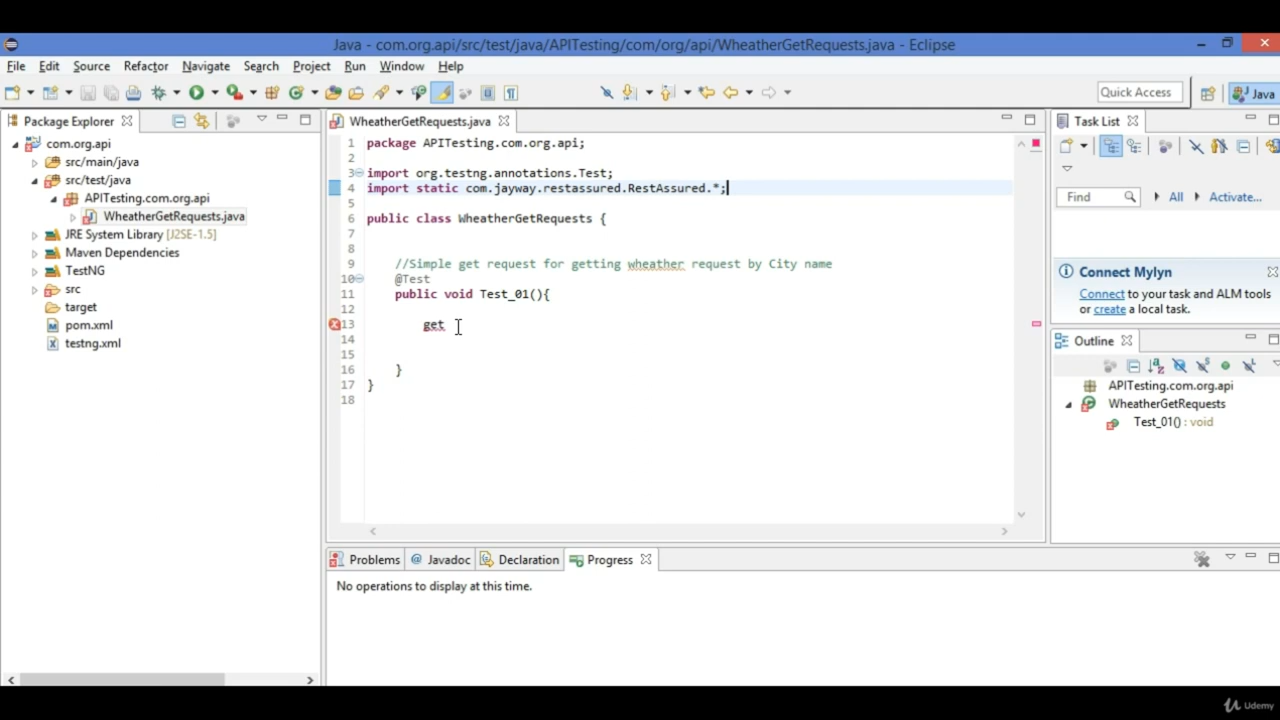 Java - com.org.api/src/test/java/APITesting/com/org/api/WheatherGetRequests.java - Eclipse
File Edit Source Refactor Navigate Search Project Run Window Help
Quick Access
Java
Package Explorer
com.org.api
src/main/java
src/test/java
APITesting.com.org.api
WheatherGetRequests.java
JRE System Library [J2SE-1.5]
Maven Dependencies
TestNG
src
target
pom.xml
testng.xml
WheatherGetRequests.java
1 package APITesting.com.org.api;
2
3 import org.testng.annotations.Test;
4 import static com.jayway.restassured.RestAssured.*;
5
6 public class WheatherGetRequests {
7
8
9 //Simple get request for getting wheather request by City name
10 @Test
11 public void Test_01(){
12
13 get
14
15
16 }
17 }
18
Task List
Find All Activate...
Connect Mylyn
Connect to your task and ALM tools
or create a local task.
Outline
APITesting.com.org.api
WheatherGetRequests
Test_01() : void
Problems @ Javadoc Declaration Progress
No operations to display at this time.
Udemy